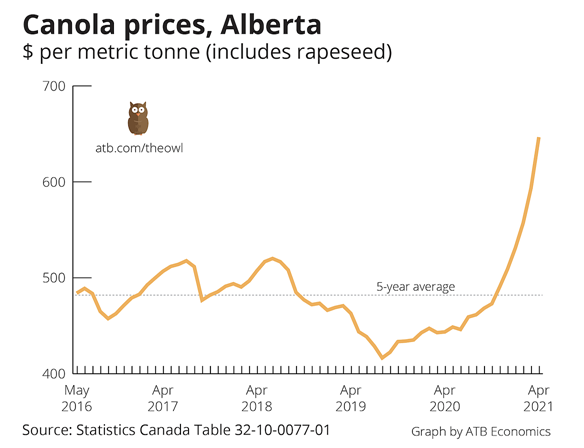 Canola prices, Alberta
$ per metric tonne (includes rapeseed)
700
atb.com/theowl
600
500
5-year average
400
May Apr Apr Apr Apr Apr
2016 2017 2018 2019 2020 2021
Source: Statistics Canada Table 32-10-0077-01
Graph by ATB Economics